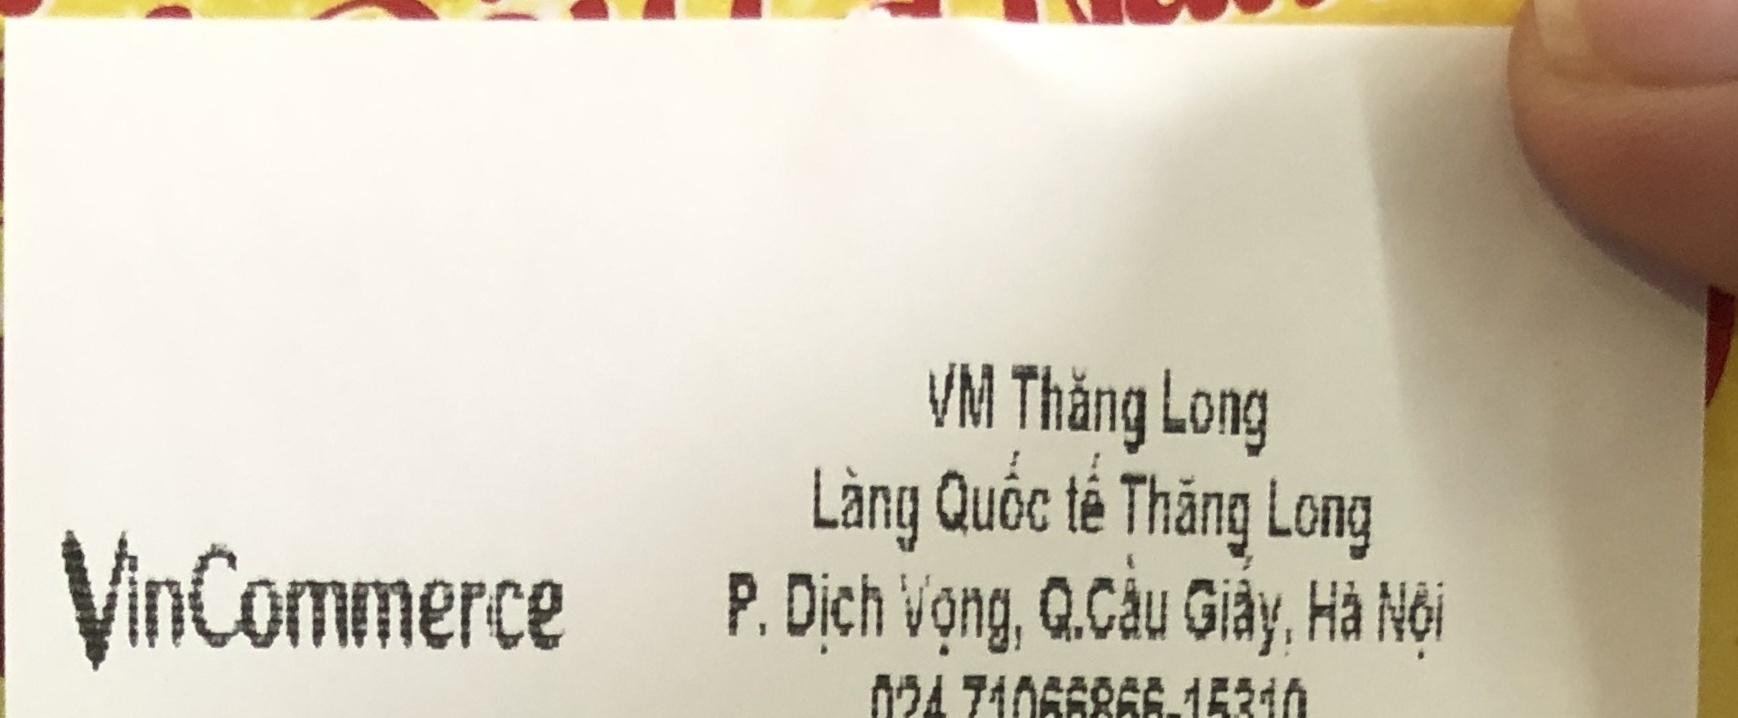 VM Thăng Long
Làng Quốc tế Thăng Long
VinCommerce
P. Dịch Vọng, Q.Cầu Giấy, Hà Nội
024.71066866-15310